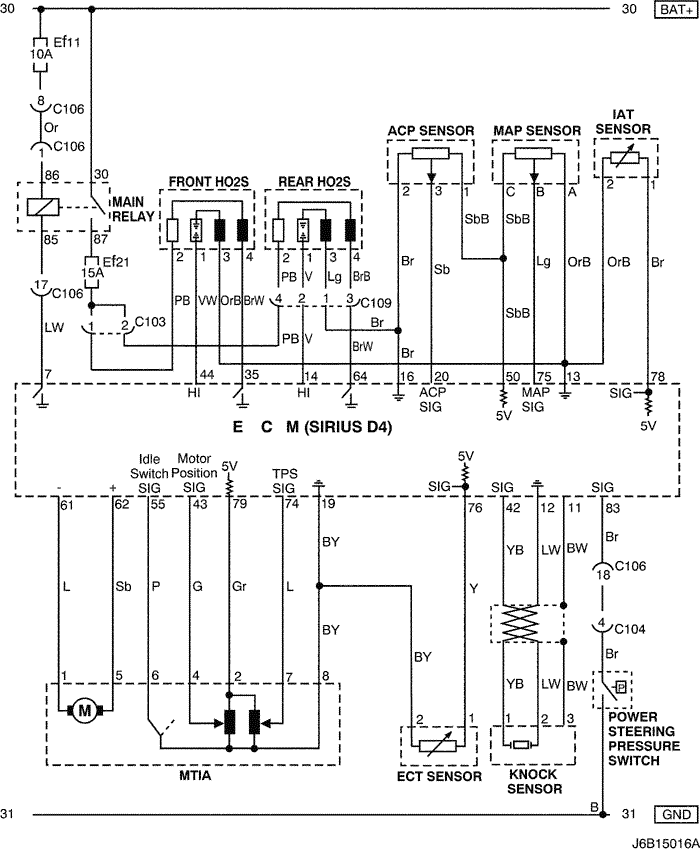 30 30 BAT+
Ef11
10A
8 C106
Or
C106
1
86 30
MAIN
RELAY
85 87
Ef21
15A
17
C106
1 2 C103
LW
7
FRONT HO2S REAR HO2S
2 1 3 4 2 1 3 4
PB VW OrB BrW PB V Lg BrB
4 2 1 3 C109
PB V Br BrW
Br
ACP SENSOR MAP SENSOR IAT
SENSOR
2 3 1 C B A 2 1
SbB SbB
Br Sb Lg OrB OrB Br
SbB
44 35 14 64 16 20 50 75 13 78
HI HI ACP
SIG MAP
SIG SIG
5V 5V
E C M (SIRIUS D4)
- + Idle
Switch
SIG Motor
Position
SIG 5V TPS
SIG 5V
SIG SIG SIG
61 62 55 43 79 74 19 76 42 12 11 83
BY Br
YB LW BW
C106
18
L Sb P G Gr L Y
4
C104
BY BY Br
YB LW BW
P
1 5 6 4 2 7 8
M
2 1 1 2 3
POWER
STEERING
PRESSURE
SWITCH
MTIA ECT SENSOR KNOCK
SENSOR
B
31 31 GND
J6B15016A